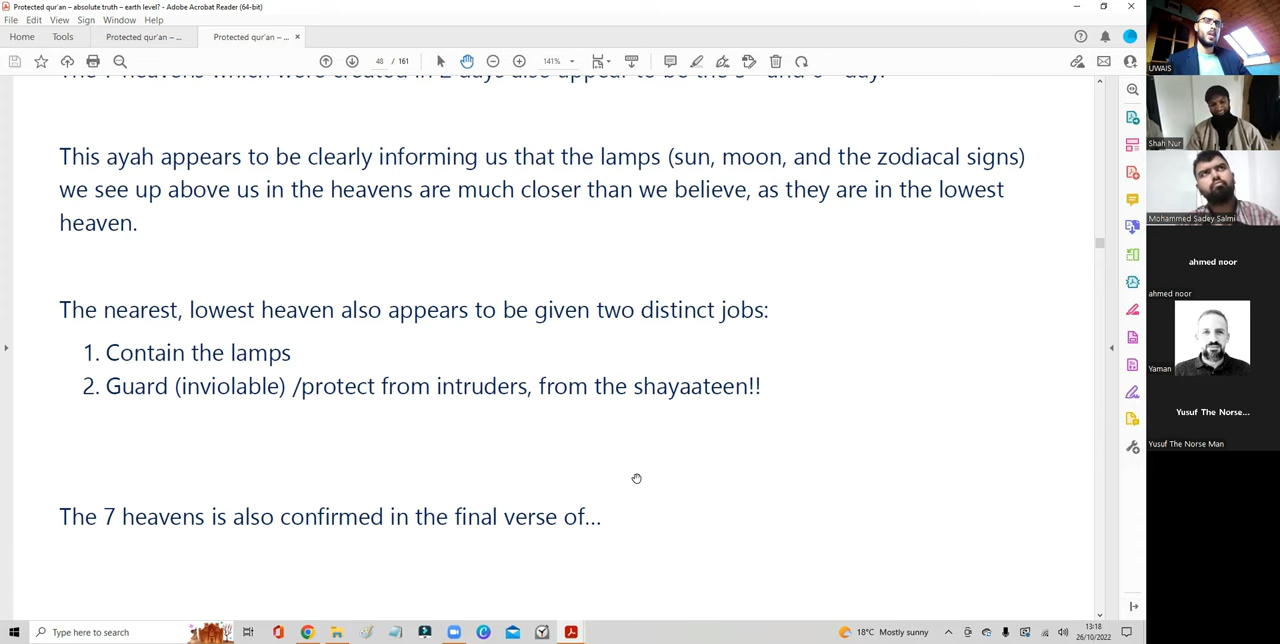 Protected qur'an – absolute truth – earth level? - Adobe Acrobat Reader (64-bit)
File Edit View Sign Window Help
Home Tools Protected qur'an – ... Protected qur'an – ... ×
48 / 161 141%
This ayah appears to be clearly informing us that the lamps (sun, moon, and the zodiacal signs)
we see up above us in the heavens are much closer than we believe, as they are in the lowest
heaven.
The nearest, lowest heaven also appears to be given two distinct jobs:
1. Contain the lamps
2. Guard (inviolable) /protect from intruders, from the shayaateen!!
The 7 heavens is also confirmed in the final verse of...
UWAIS
Shah Nur
Mohammed Sadey Salmi
ahmed noor
ahmed noor
Yaman
Yusuf The Norse...
Yusuf The Norse Man
Type here to search
18°C Mostly sunny
13:18
26/10/2022